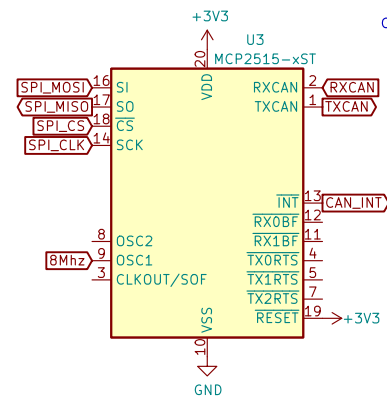 +3V3
U3
MCP2515-xST
20
VDD
SPI_MOSI 16 SI
SPI_MISO 17 SO
SPI_CS 18 CS
SPI_CLK 14 SCK
RXCAN 2 RXCAN
TXCAN 1 TXCAN
INT 13 CAN_INT
RX0BF 12
RX1BF 11
TX0RTS 4
TX1RTS 5
TX2RTS 7
RESET 19 +3V3
8 OSC2
8Mhz 9 OSC1
3 CLKOUT/SOF
VSS
10
GND